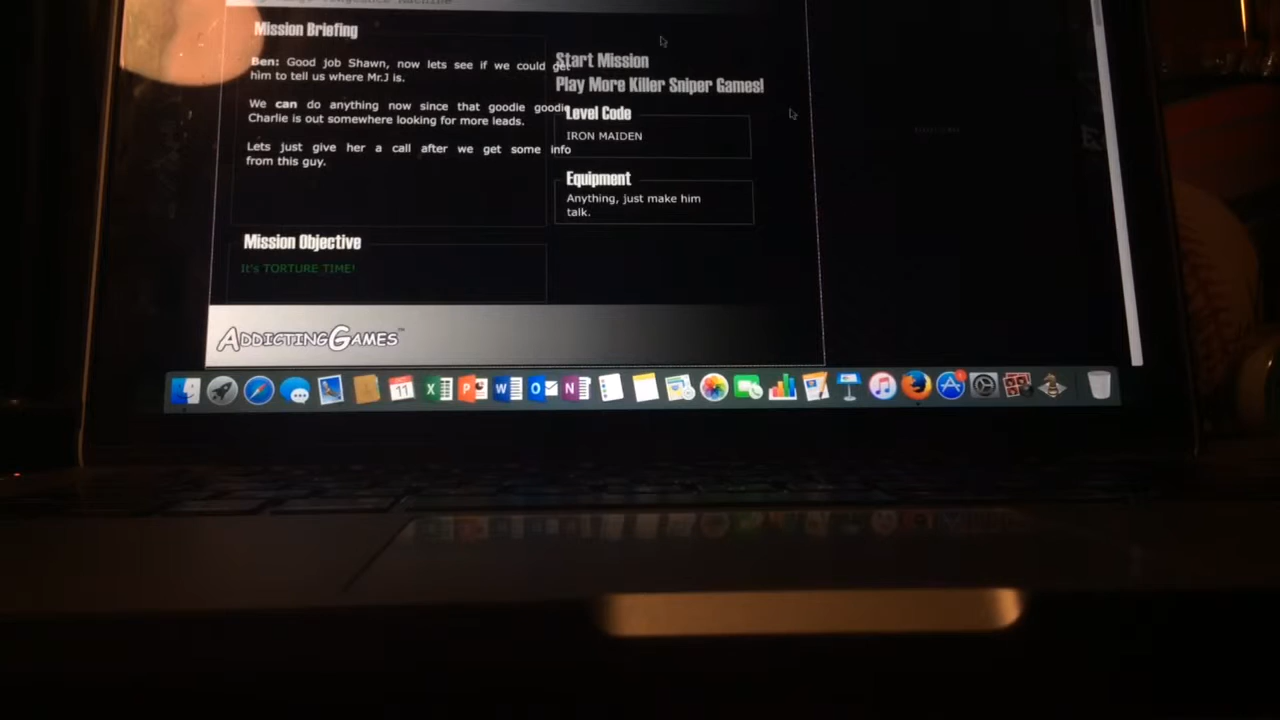 Mission Briefing
Ben: Good job Shawn, now lets see if we could get
him to tell us where Mr.J is.
We can do anything now since that goodie goodie
Charlie is out somewhere looking for more leads.
Lets just give her a call after we get some info
from this guy.
Start Mission
Play More Killer Sniper Games!
Level Code
IRON MAIDEN
Equipment
Anything, just make him
talk.
Mission Objective
It's TORTURE TIME!
ADDICTINGGAMES™
11